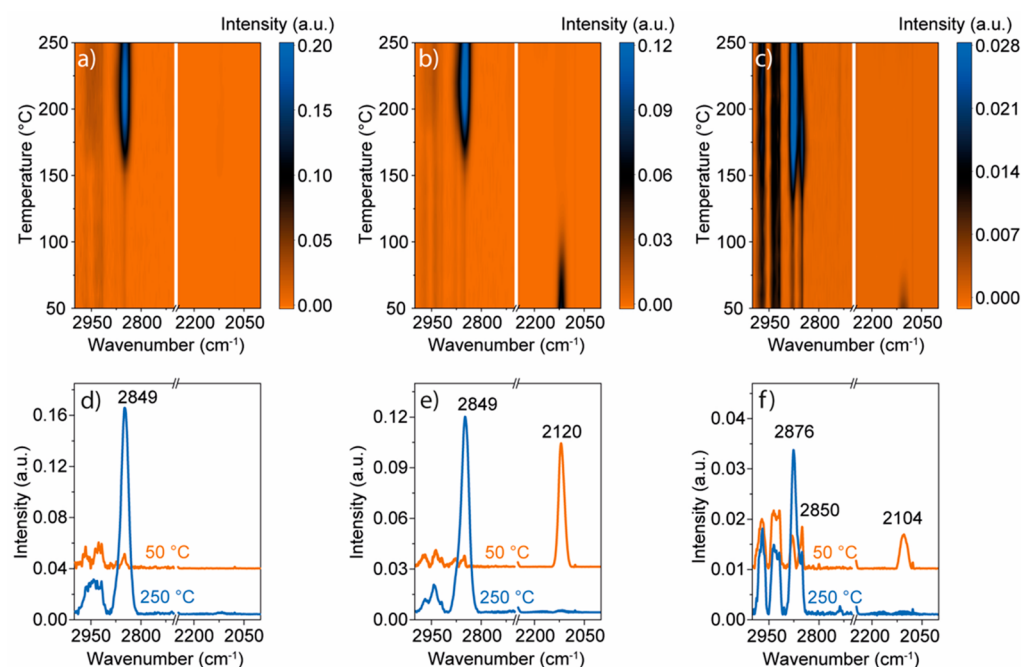 Intensity (a.u.) Intensity (a.u.) Intensity (a.u.)
a)
250
200
150
100
50
Temperature (°C)
2950 2800 2200 2050
Wavenumber (cm-1)
0.20
0.15
0.10
0.05
0.00
b)
250
200
150
100
50
Temperature (°C)
2950 2800 2200 2050
Wavenumber (cm-1)
0.12
0.09
0.06
0.03
0.00
c)
250
200
150
100
50
Temperature (°C)
2950 2800 2200 2050
Wavenumber (cm-1)
0.028
0.021
0.014
0.007
0.000
d)
2849
0.16
0.12
0.08
0.04
0.00
Intensity (a.u.)
50 °C
250 °C
2950 2800 2200 2050
Wavenumber (cm-1)
e)
2849
2120
0.12
0.09
0.06
0.03
0.00
Intensity (a.u.)
50 °C
250 °C
2950 2800 2200 2050
Wavenumber (cm-1)
f)
2876
2850
2104
0.04
0.03
0.02
0.01
0.00
Intensity (a.u.)
50 °C
250 °C
2950 2800 2200 2050
Wavenumber (cm-1)